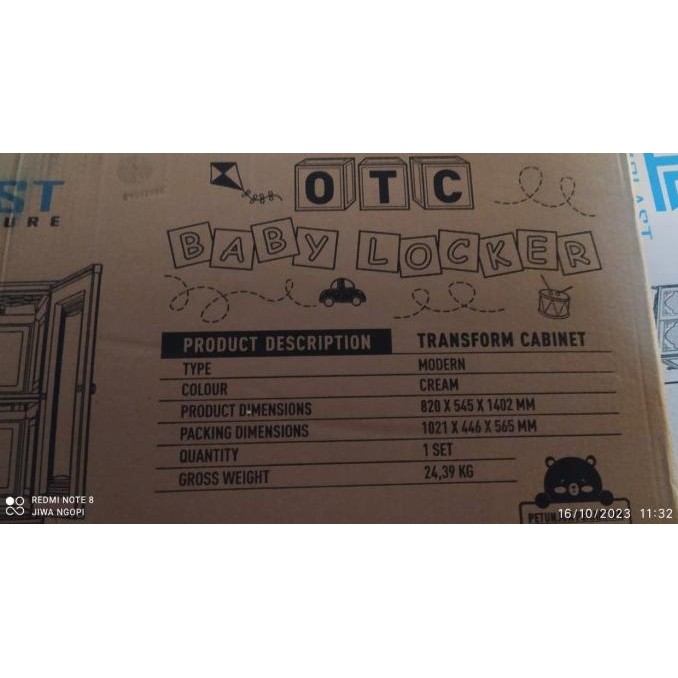 OTC
BABY LOCKER
ST
URE
PRODUCT DESCRIPTION TRANSFORM CABINET
TYPE MODERN
COLOUR CREAM
PRODUCT DIMENSIONS 820 X 545 X 1402 MM
PACKING DIMENSIONS 1021 X 446 X 565 MM
QUANTITY 1 SET
GROSS WEIGHT 24,39 KG
REDMI NOTE 8
JIWA NGOPI
16/10/2023 11:32